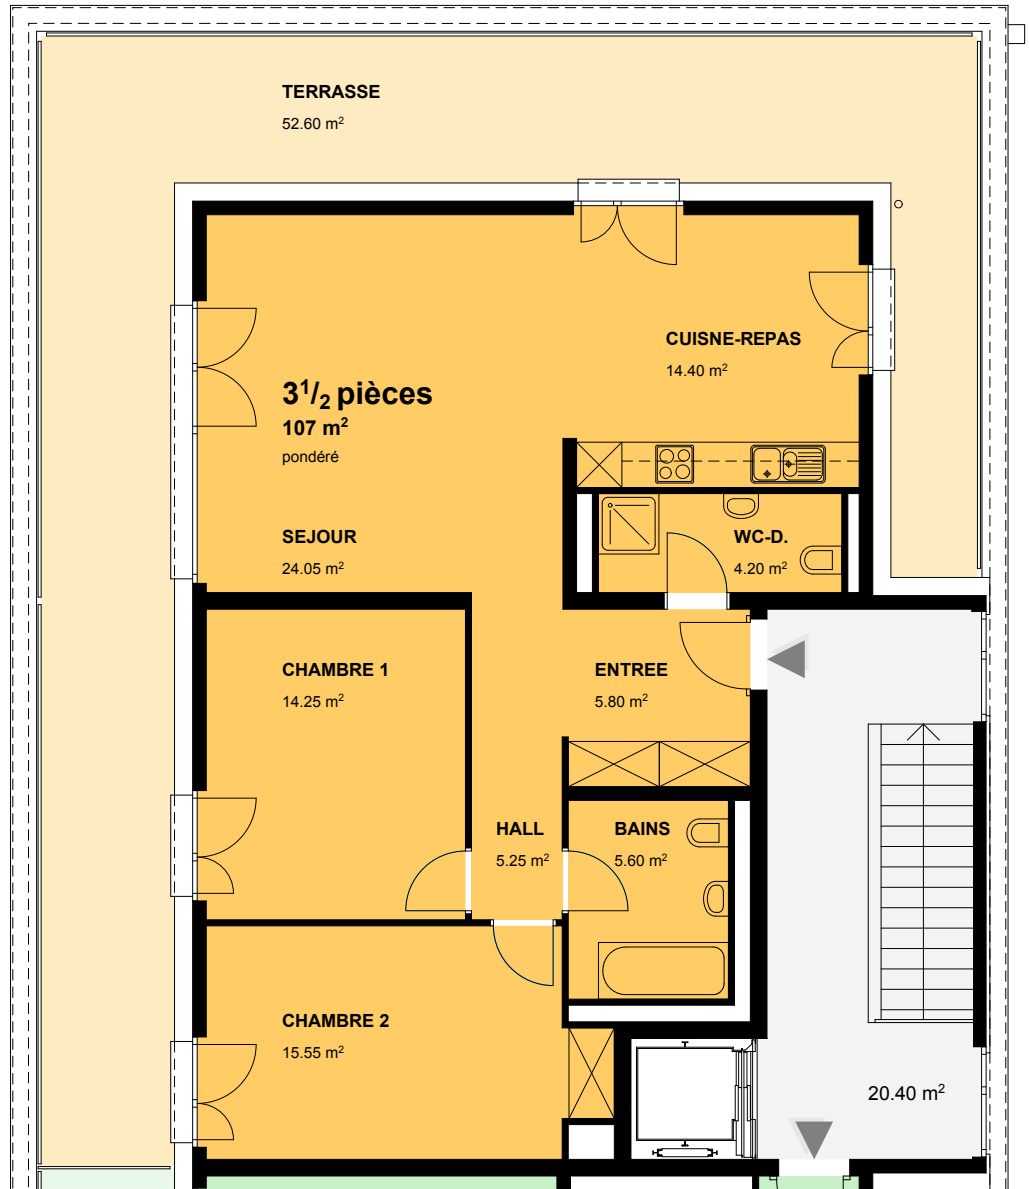 TERRASSE
52.60 m²
CUISNE-REPAS
14.40 m²
3¹/₂ pièces
107 m²
pondéré
SEJOUR
24.05 m²
WC-D.
4.20 m²
CHAMBRE 1
14.25 m²
ENTREE
5.80 m²
HALL
5.25 m²
BAINS
5.60 m²
CHAMBRE 2
15.55 m²
20.40 m²